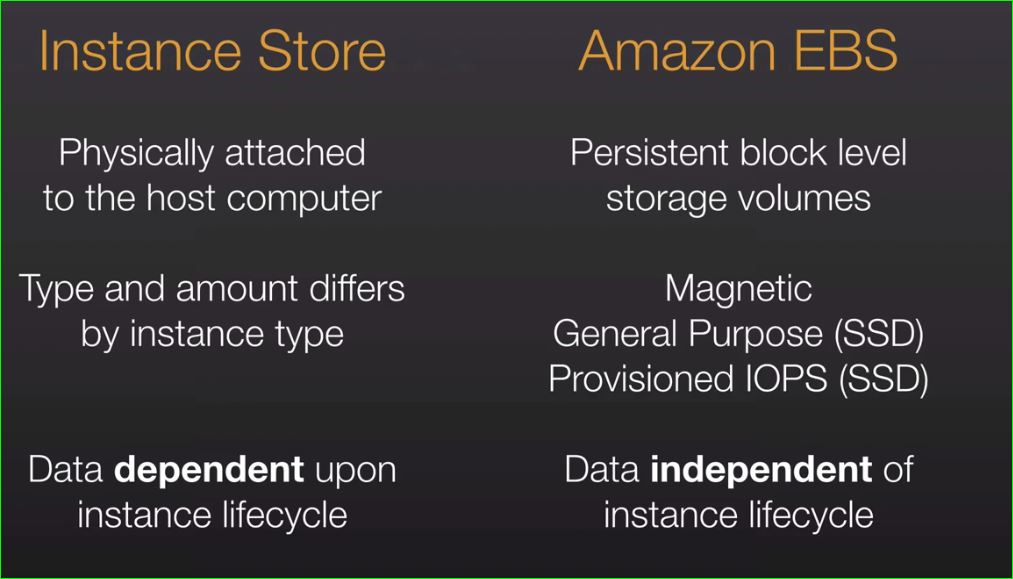 Instance Store
Physically attached
to the host computer
Type and amount differs
by instance type
Data dependent upon
instance lifecycle
Amazon EBS
Persistent block level
storage volumes
Magnetic
General Purpose (SSD)
Provisioned IOPS (SSD)
Data independent of
instance lifecycle